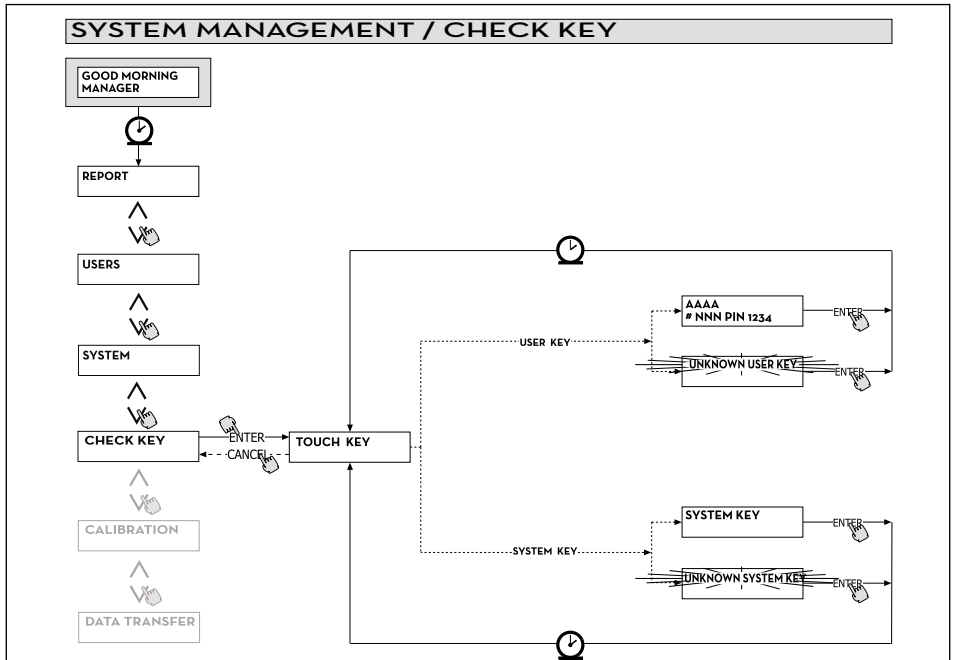 SYSTEM MANAGEMENT / CHECK KEY
GOOD MORNING
MANAGER
REPORT
USERS
SYSTEM
CHECK KEY
CALIBRATION
DATA TRANSFER
ENTER
CANCEL
TOUCH KEY
USER KEY
AAAA
# NNN PIN 1234
ENTER
UNKNOWN USER KEY
ENTER
SYSTEM KEY
SYSTEM KEY
ENTER
UNKNOWN SYSTEM KEY
ENTER